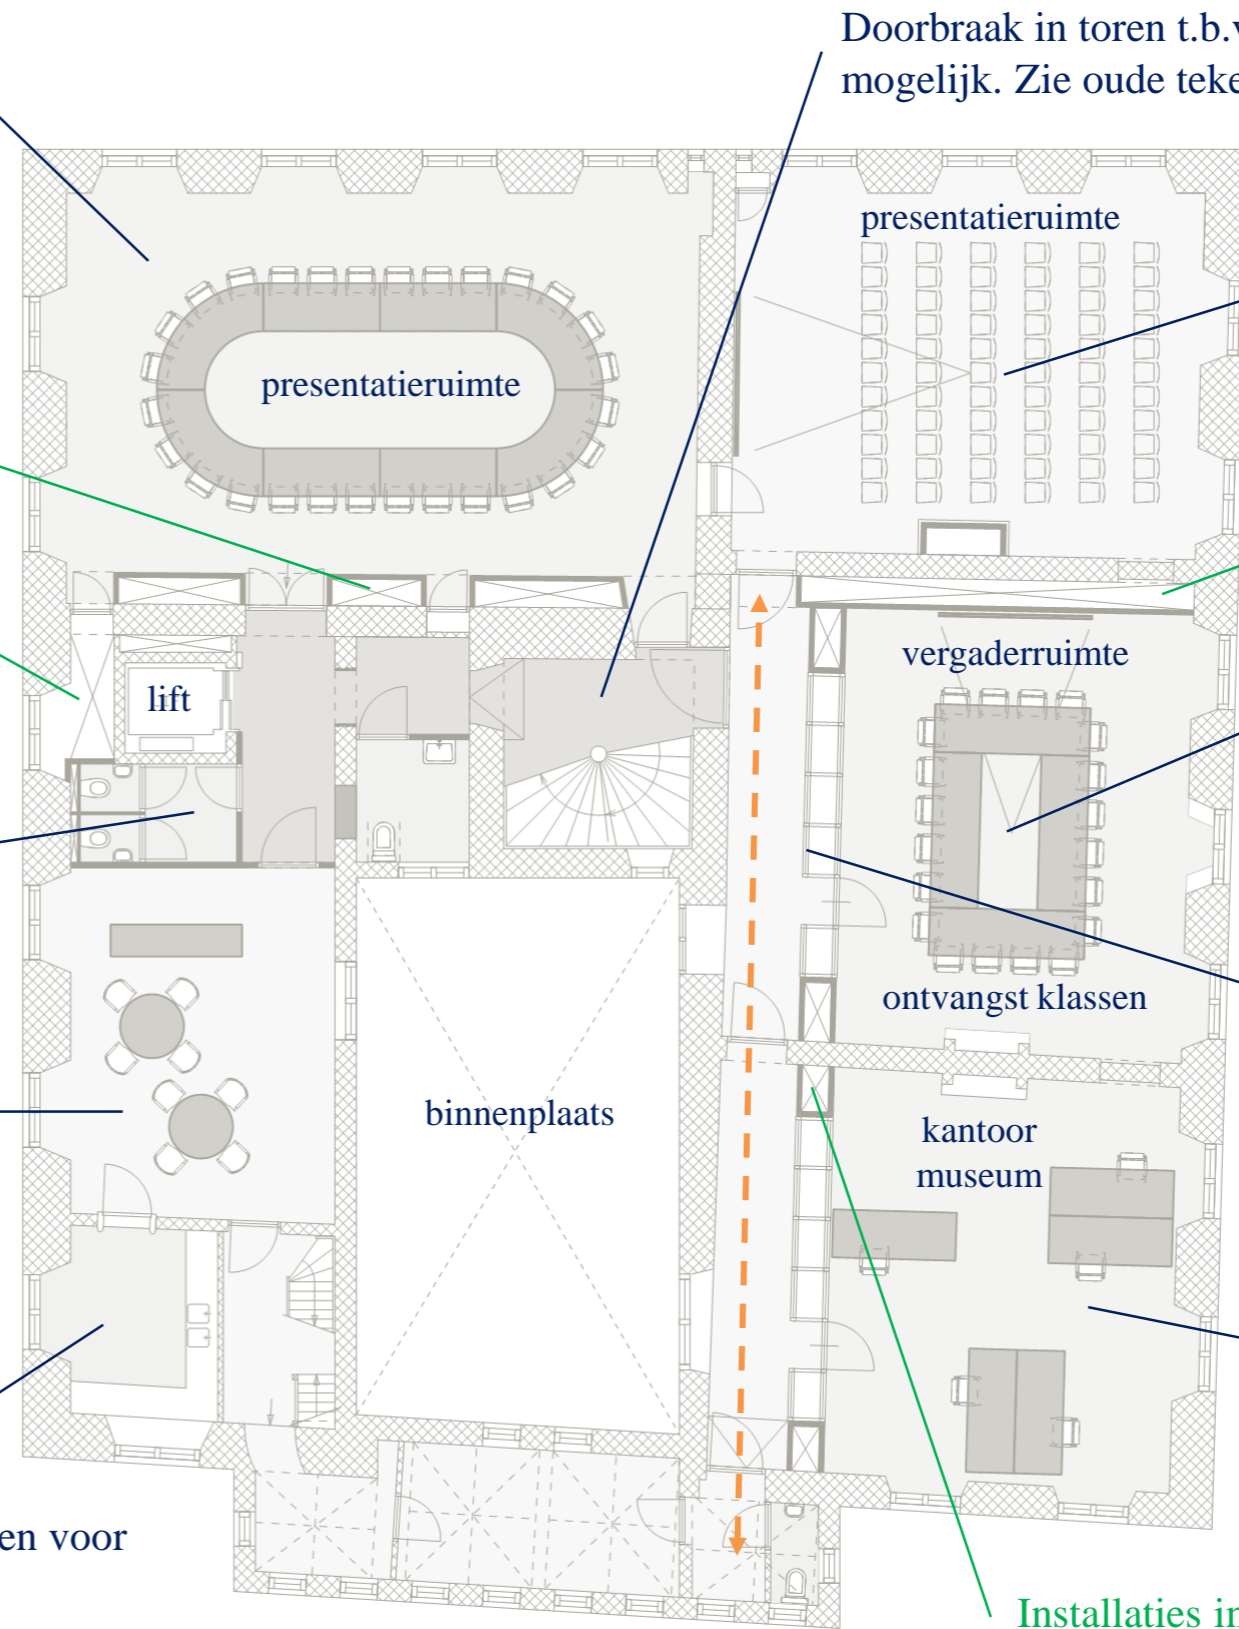 Doorbraak in toren t.b.v
mogelijk. Zie oude teke
presentatieruimte
presentatieruimte
vergaderruimte
lift
ontvangst klassen
binnenplaats
kantoor
museum
en voor
Installaties in